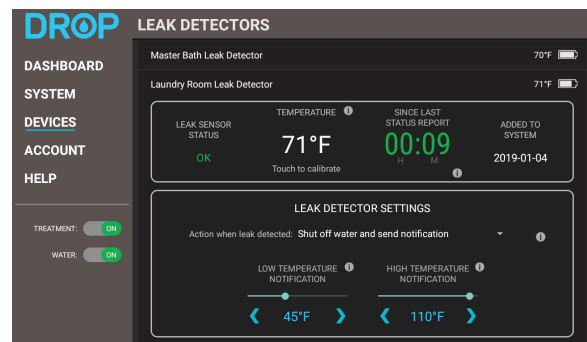 DROP
LEAK DETECTORS
DASHBOARD
SYSTEM
DEVICES
ACCOUNT
HELP
TREATMENT: ON
WATER: ON
Master Bath Leak Detector 70°F
Laundry Room Leak Detector 71°F
LEAK SENSOR
STATUS
OK
TEMPERATURE i
71°F
Touch to calibrate
SINCE LAST
STATUS REPORT
00:09
H M
i
ADDED TO
SYSTEM
2019-01-04
LEAK DETECTOR SETTINGS
Action when leak detected: Shut off water and send notification i
LOW TEMPERATURE i
NOTIFICATION
45°F
HIGH TEMPERATURE i
NOTIFICATION
110°F